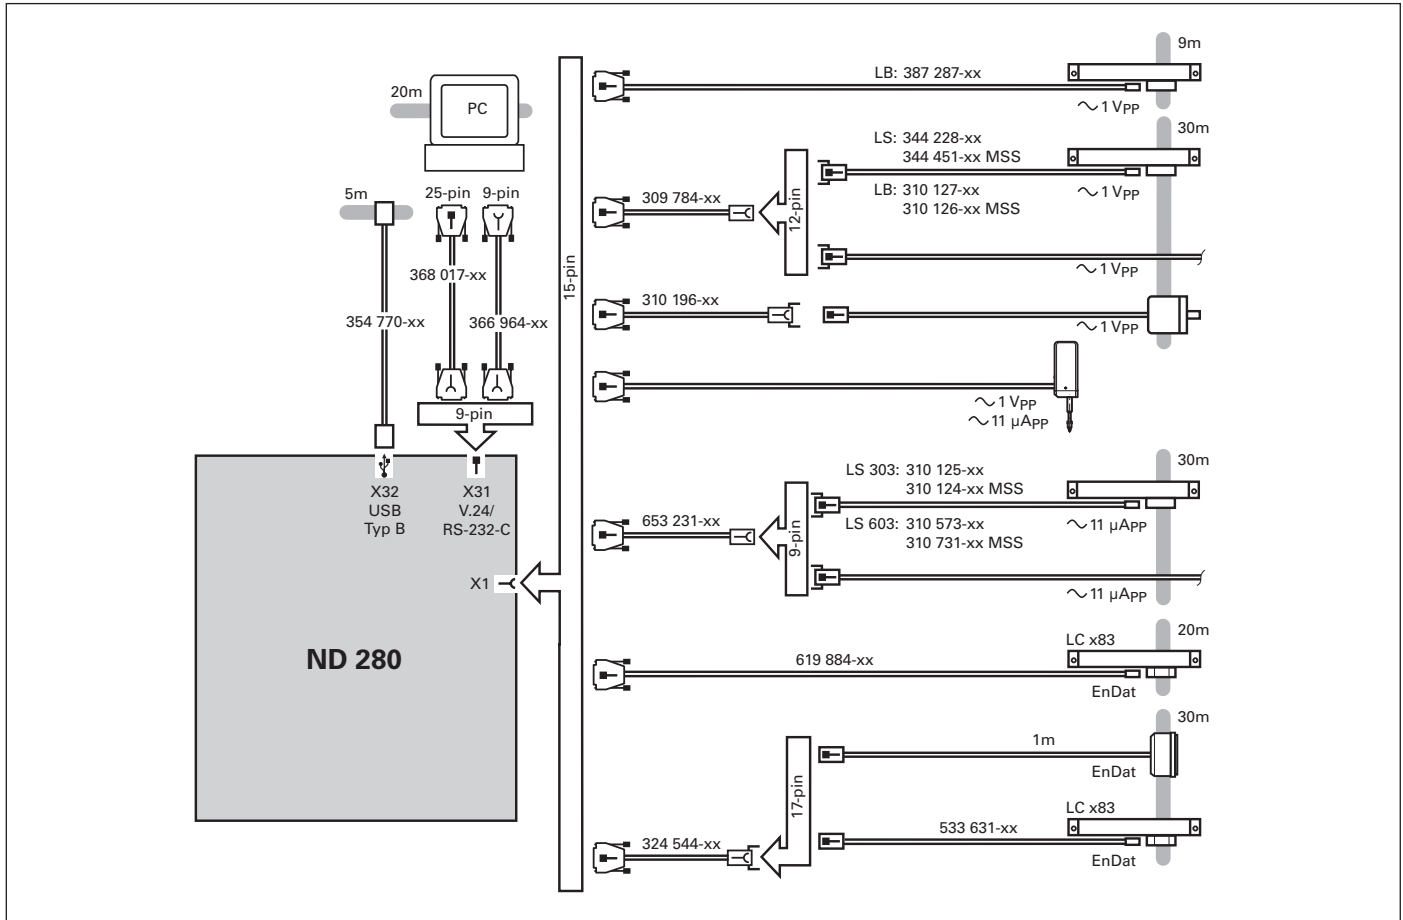 20m
PC
5m
25-pin
9-pin
368 017-xx
354 770-xx
366 964-xx
9-pin
X32
USB
Typ B
X31
V.24/
RS-232-C
X1
ND 280
15-pin
LB: 387 287-xx
9m
~ 1 VPP
309 784-xx
12-pin
LS: 344 228-xx
344 451-xx MSS
LB: 310 127-xx
310 126-xx MSS
30m
~ 1 VPP
~ 1 VPP
310 196-xx
~ 1 VPP
~ 1 VPP
~ 11 µAPP
653 231-xx
9-pin
LS 303: 310 125-xx
310 124-xx MSS
LS 603: 310 573-xx
310 731-xx MSS
30m
~ 11 µAPP
~ 11 µAPP
619 884-xx
LC x83
20m
EnDat
324 544-xx
17-pin
1m
30m
EnDat
533 631-xx
LC x83
EnDat